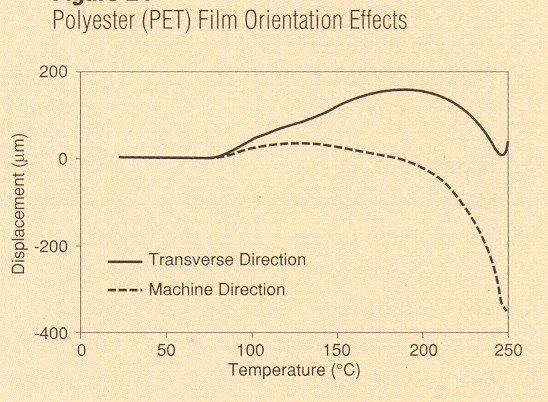 Polyester (PET) Film Orientation Effects
200
0
-200
-400
Displacement (µm)
Transverse Direction
Machine Direction
0 50 100 150 200 250
Temperature (°C)